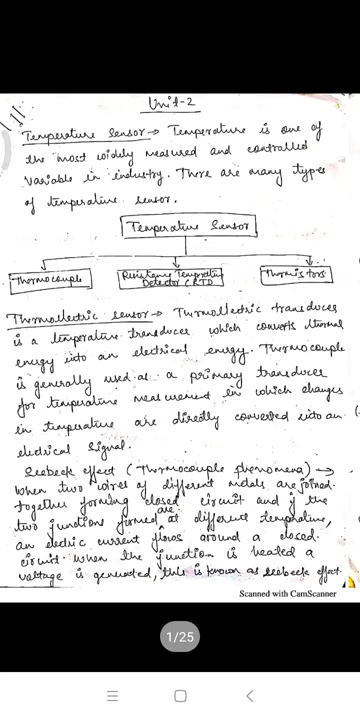 1.11
Unit-2
Temperature Sensor → Temperature is one of
the most widely measured and controlled
variable in industry. There are many types
of temperature sensor.
Temperature Sensor
Thermocouple
Resistance Temprature
Detector (RTD
Thermistors
Thermoelectric sensor → Thermoelectric transducer
is a temperature transducer which converts thermal
energy into an electrical energy. Thermocouple
is generally used as a primary transducer
for temperature measurement in which changes
in temperature are directly converted into an
electrical signal.
Seebeck effect (Thermocouple phenomena) →
When two wires of different metals are joined
together forming closed circuit and if the
two junctions formed are at different temperature,
an electric current flows around a closed
circuit when the junction is heated a
voltage is generated, this is known as seebeck effect.
Scanned with CamScanner
1/25